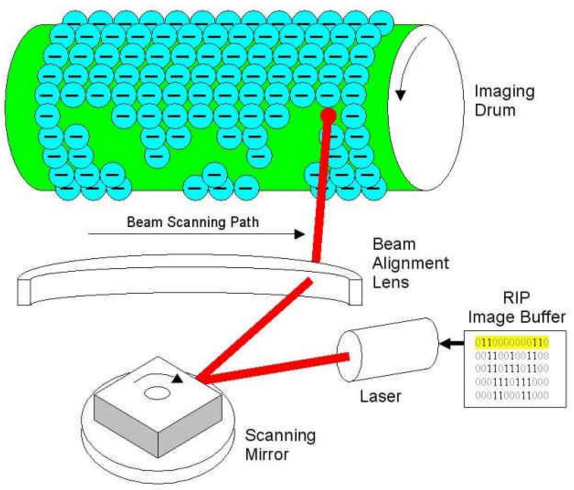 Imaging
Drum
Beam Scanning Path
Beam
Alignment
Lens
RIP
Image Buffer
0110000000110
0011001001100
0011011101100
0001110111000
0001100011000
Laser
Scanning
Mirror